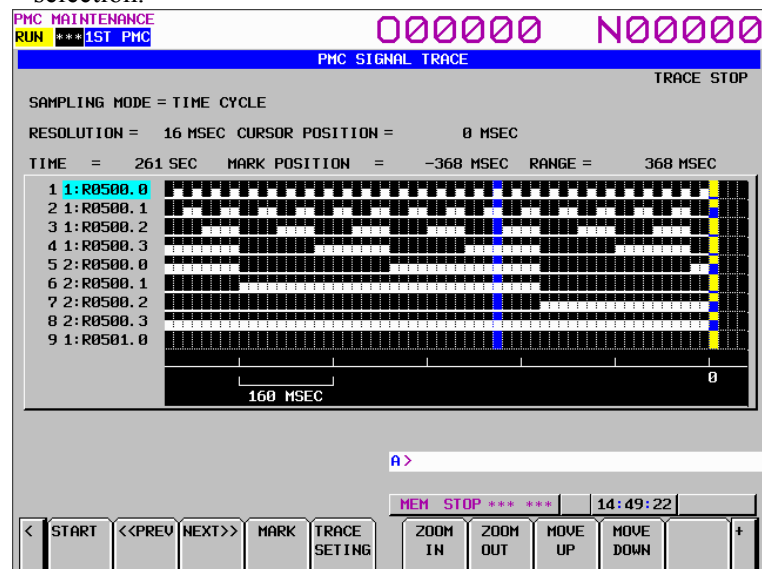 selection.
PMC MAINTENANCE
RUN *** 1ST PMC O00000 N00000
PMC SIGNAL TRACE
TRACE STOP
SAMPLING MODE = TIME CYCLE
RESOLUTION = 16 MSEC CURSOR POSITION = 0 MSEC
TIME = 261 SEC MARK POSITION = -368 MSEC RANGE = 368 MSEC
1 1:R0500.0
2 1:R0500.1
3 1:R0500.2
4 1:R0500.3
5 2:R0500.0
6 2:R0500.1
7 2:R0500.2
8 2:R0500.3
9 1:R0501.0
0
160 MSEC
A>
MEM STOP *** *** 14:49:22
< START <<PREV NEXT>> MARK TRACE SETING ZOOM IN ZOOM OUT MOVE UP MOVE DOWN +